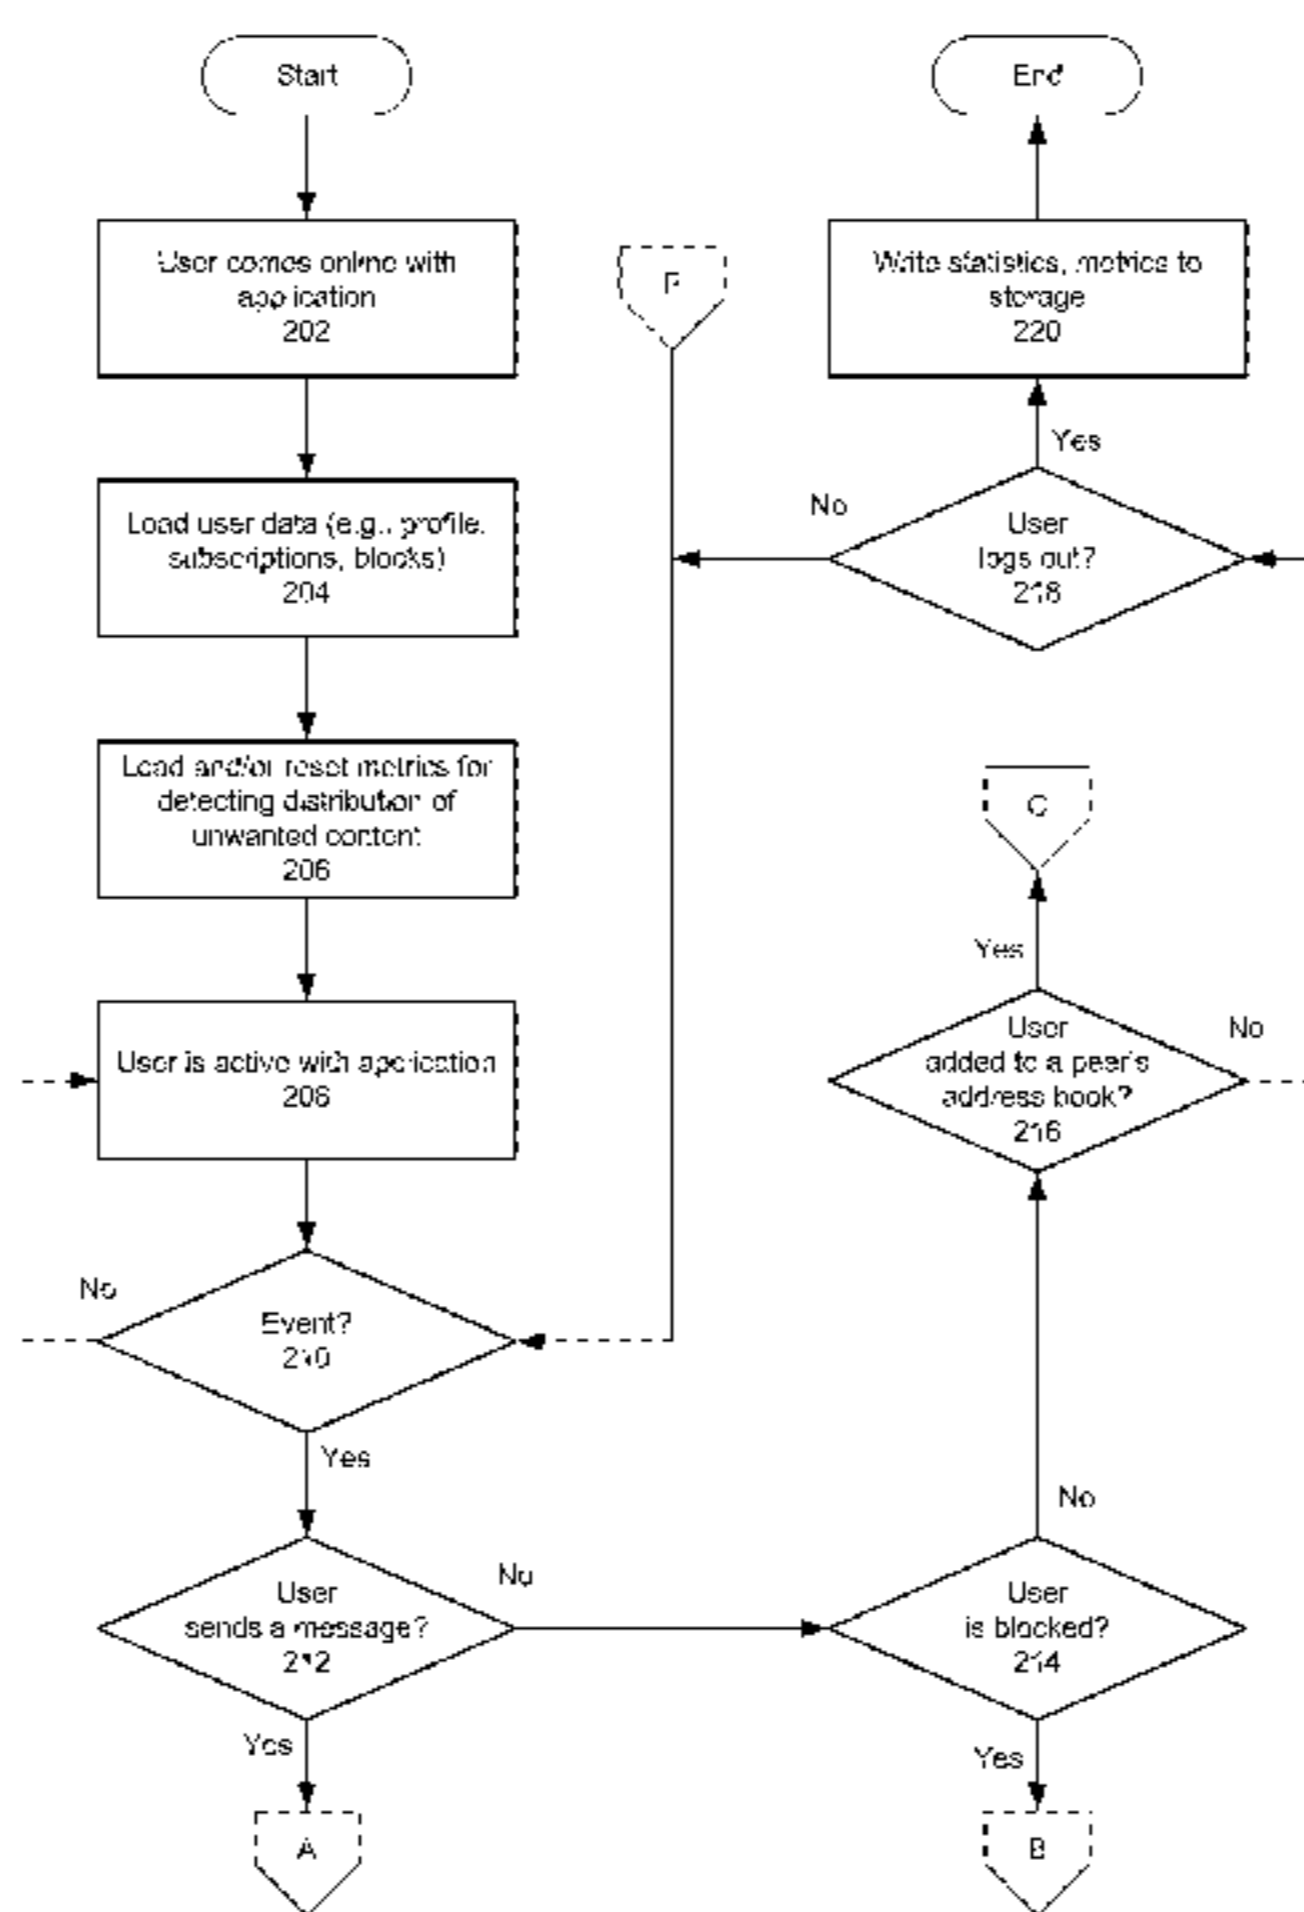 Start
User comes online with
application
202
Load user data (e.g., profile,
subscriptions, blocks)
204
Load and/or reset metrics for
detecting distribution of
unwanted content
206
User is active with application
208
No
Event?
210
Yes
User
sends a message?
212
No
Yes
A
End
Write statistics, metrics to
storage
220
Yes
No
User
logs out?
218
C
Yes
No
User
added to a peer's
address book?
216
No
User
is blocked?
214
Yes
B